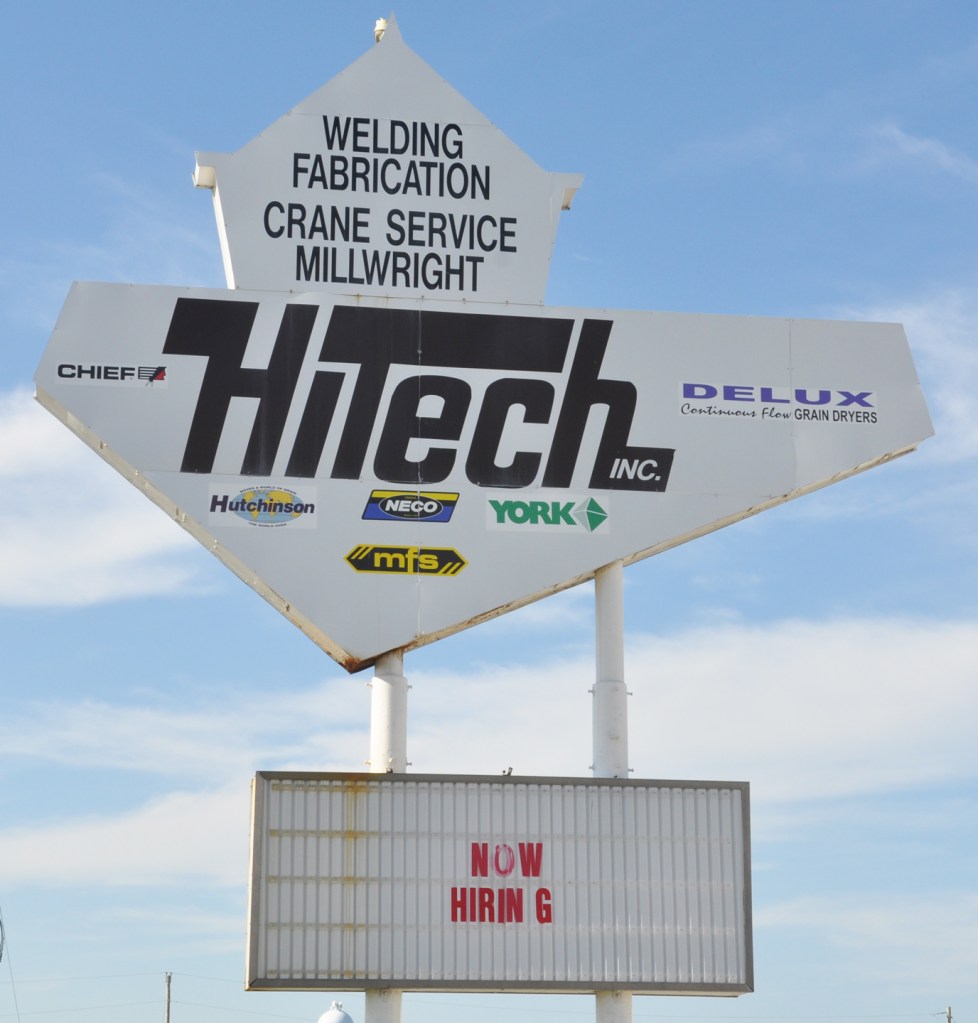 WELDING
FABRICATION
CRANE SERVICE
MILLWRIGHT
HiTech INC.
CHIEF
DELUX
Continuous Flow GRAIN DRYERS
Hutchinson
NECO
YORK
mfs
NOW
HIRIN G